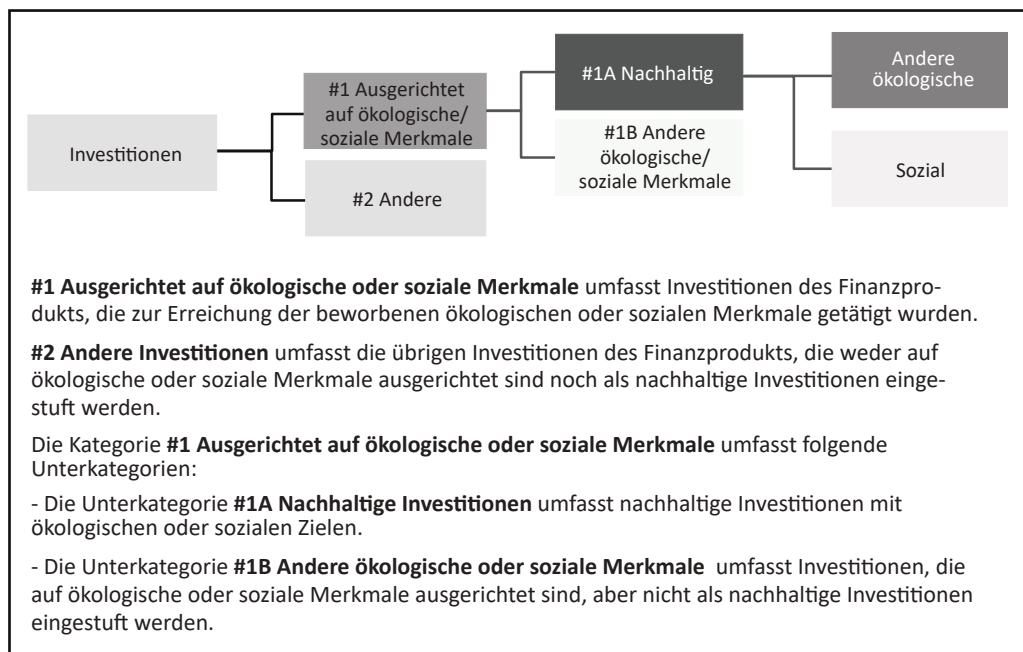 Investitionen
#1 Ausgerichtet
auf ökologische/
soziale Merkmale
#2 Andere
#1A Nachhaltig
#1B Andere
ökologische/
soziale Merkmale
Andere
ökologische
Sozial
#1 Ausgerichtet auf ökologische oder soziale Merkmale umfasst Investitionen des Finanzpro-
dukts, die zur Erreichung der beworbenen ökologischen oder sozialen Merkmale getätigt wurden.
#2 Andere Investitionen umfasst die übrigen Investitionen des Finanzprodukts, die weder auf
ökologische oder soziale Merkmale ausgerichtet sind noch als nachhaltige Investitionen einge-
stuft werden.
Die Kategorie #1 Ausgerichtet auf ökologische oder soziale Merkmale umfasst folgende
Unterkategorien:
- Die Unterkategorie #1A Nachhaltige Investitionen umfasst nachhaltige Investitionen mit
ökologischen oder sozialen Zielen.
- Die Unterkategorie #1B Andere ökologische oder soziale Merkmale umfasst Investitionen, die
auf ökologische oder soziale Merkmale ausgerichtet sind, aber nicht als nachhaltige Investitionen
eingestuft werden.